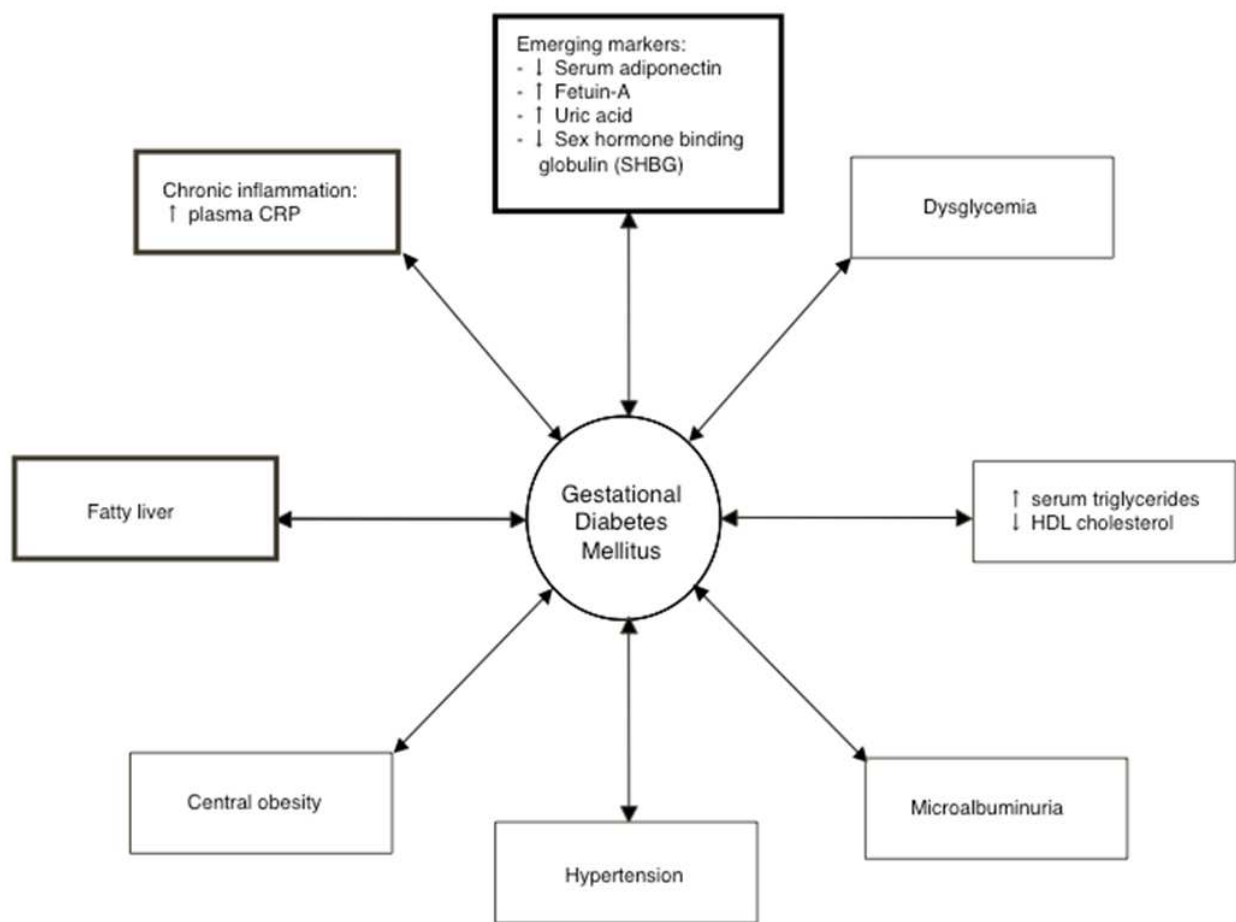 Emerging markers:
- ↓ Serum adiponectin
- ↑ Fetuin-A
- ↑ Uric acid
- ↓ Sex hormone binding
globulin (SHBG)
Chronic inflammation:
↑ plasma CRP
Dysglycemia
Fatty liver
Gestational
Diabetes
Mellitus
↑ serum triglycerides
↓ HDL cholesterol
Central obesity
Hypertension
Microalbuminuria